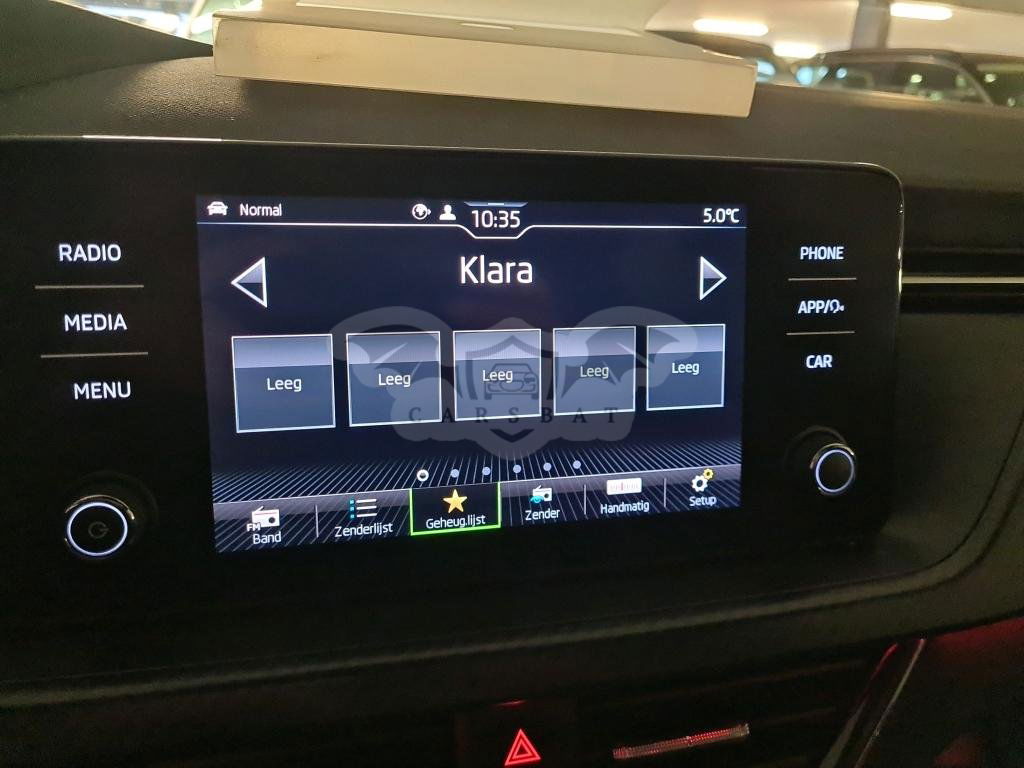 RADIO
MEDIA
MENU
Normal
10:35
5.0°C
Klara
Leeg
Leeg
Leeg
Leeg
Leeg
CARSBAT
FM
Band
Zenderlijst
Geheug.lijst
Zender
Handmatig
Setup
PHONE
APP/
CAR